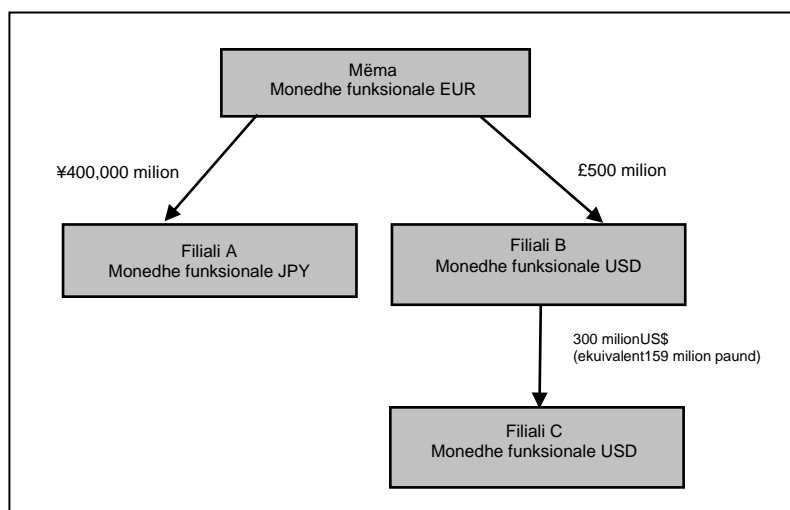 Mëma
Monedhe funksionale EUR
¥400,000 milion
£500 milion
Filiali A
Monedhe funksionale JPY
Filiali B
Monedhe funksionale USD
300 milionUS$
(ekuivalent159 milion paund)
Filiali C
Monedhe funksionale USD